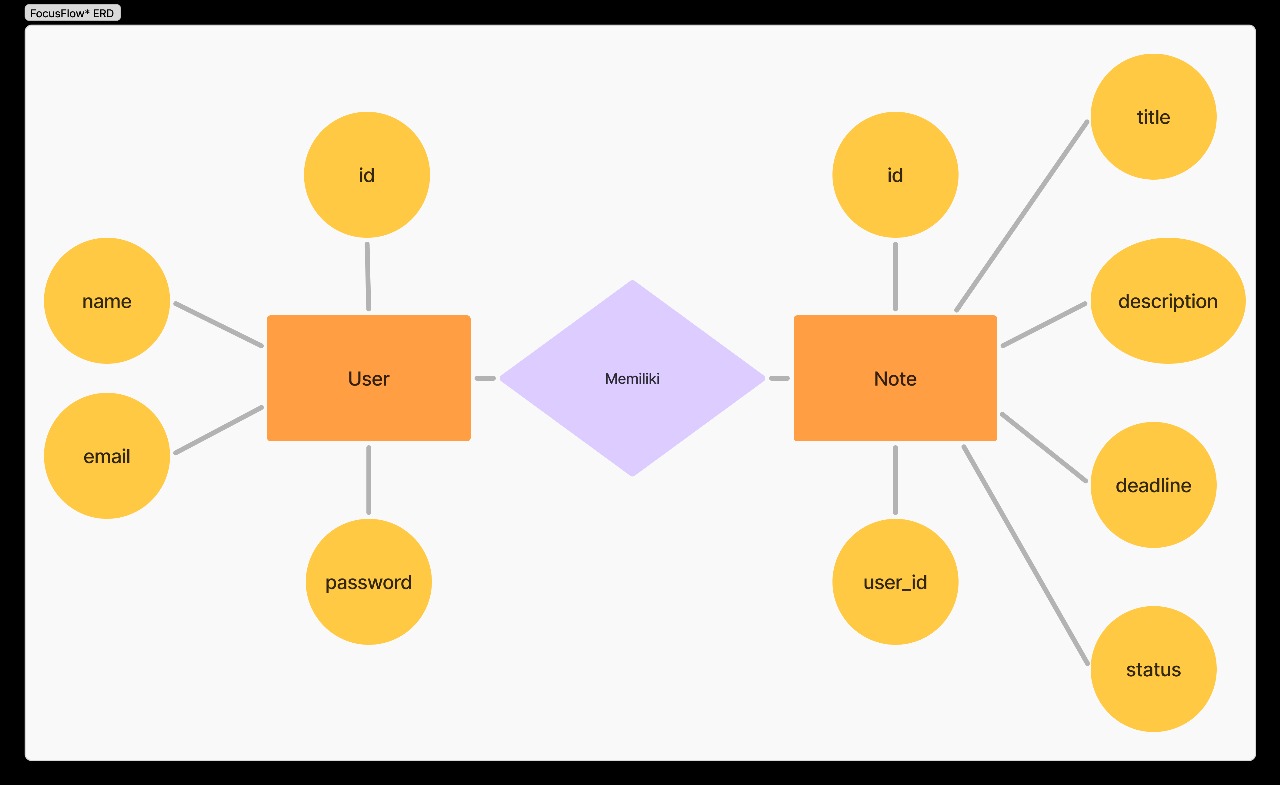 FocusFlow* ERD
title
id
id
name
description
User
Memiliki
Note
email
deadline
password
user_id
status